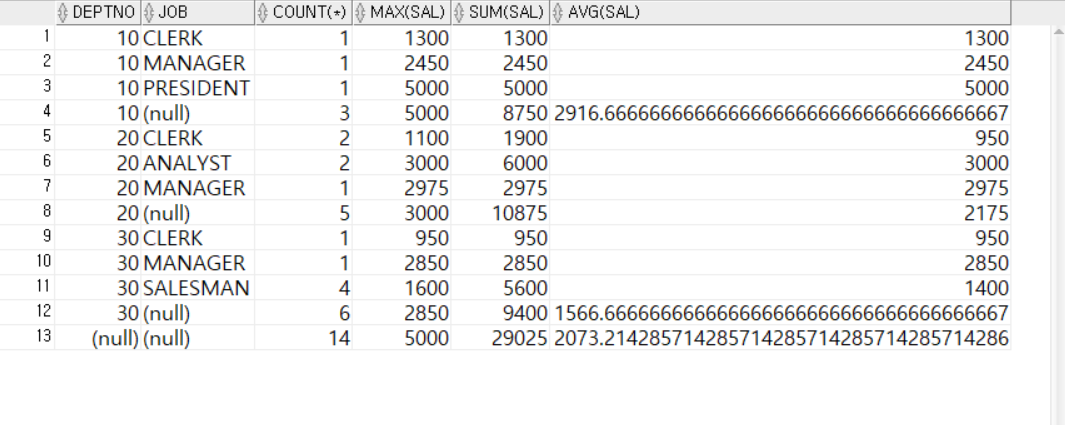 DEPTNO JOB COUNT(*) MAX(SAL) SUM(SAL) AVG(SAL)
1 10 CLERK 1 1300 1300 1300
2 10 MANAGER 1 2450 2450 2450
3 10 PRESIDENT 1 5000 5000 5000
4 10 (null) 3 5000 8750 2916.666666666666666666666666666666666667
5 20 CLERK 2 1100 1900 950
6 20 ANALYST 2 3000 6000 3000
7 20 MANAGER 1 2975 2975 2975
8 20 (null) 5 3000 10875 2175
9 30 CLERK 1 950 950 950
10 30 MANAGER 1 2850 2850 2850
11 30 SALESMAN 4 1600 5600 1400
12 30 (null) 6 2850 9400 1566.666666666666666666666666666666666667
13 (null) (null) 14 5000 29025 2073.214285714285714285714285714285714286